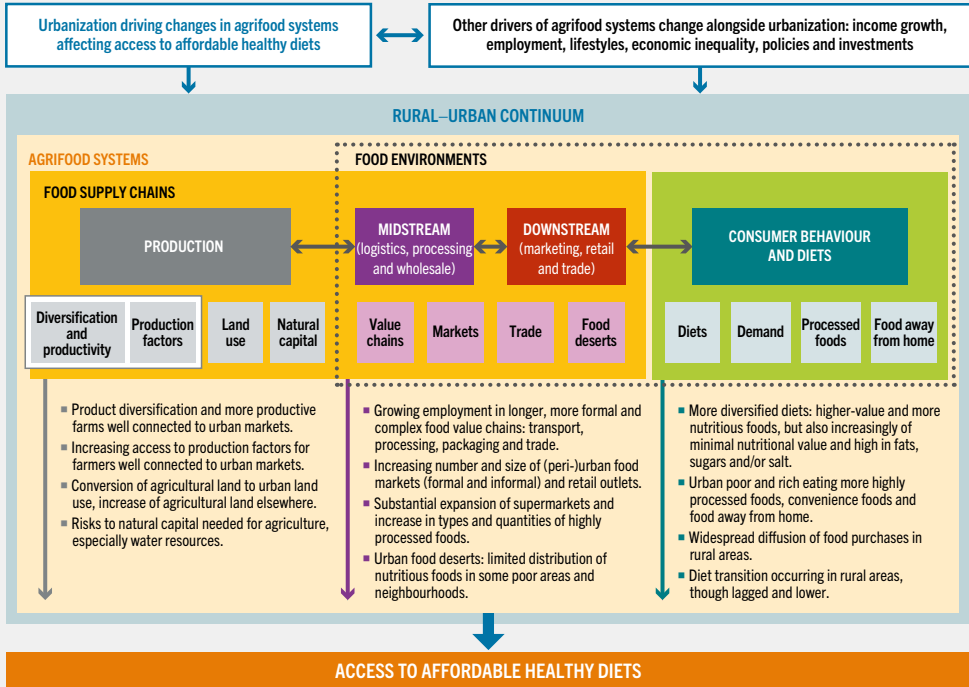 Urbanization driving changes in agrifood systems
affecting access to affordable healthy diets
Other drivers of agrifood systems change alongside urbanization: income growth,
employment, lifestyles, economic inequality, policies and investments
RURAL–URBAN CONTINUUM
AGRIFOOD SYSTEMS
FOOD ENVIRONMENTS
FOOD SUPPLY CHAINS
PRODUCTION
MIDSTREAM
(logistics, processing
and wholesale)
DOWNSTREAM
(marketing, retail
and trade)
CONSUMER BEHAVIOUR
AND DIETS
Diversification
and
productivity
Production
factors
Land
use
Natural
capital
Value
chains
Markets
Trade
Food
deserts
Diets
Demand
Processed
foods
Food away
from home
■ Product diversification and more productive
farms well connected to urban markets.
■ Increasing access to production factors for
farmers well connected to urban markets.
■ Conversion of agricultural land to urban land
use, increase of agricultural land elsewhere.
■ Risks to natural capital needed for agriculture,
especially water resources.
■ Growing employment in longer, more formal and
complex food value chains: transport,
processing, packaging and trade.
■ Increasing number and size of (peri-)urban food
markets (formal and informal) and retail outlets.
■ Substantial expansion of supermarkets and
increase in types and quantities of highly
processed foods.
■ Urban food deserts: limited distribution of
nutritious foods in some poor areas and
neighbourhoods.
■ More diversified diets: higher-value and more
nutritious foods, but also increasingly of
minimal nutritional value and high in fats,
sugars and/or salt.
■ Urban poor and rich eating more highly
processed foods, convenience foods and
food away from home.
■ Widespread diffusion of food purchases in
rural areas.
■ Diet transition occurring in rural areas,
though lagged and lower.
ACCESS TO AFFORDABLE HEALTHY DIETS